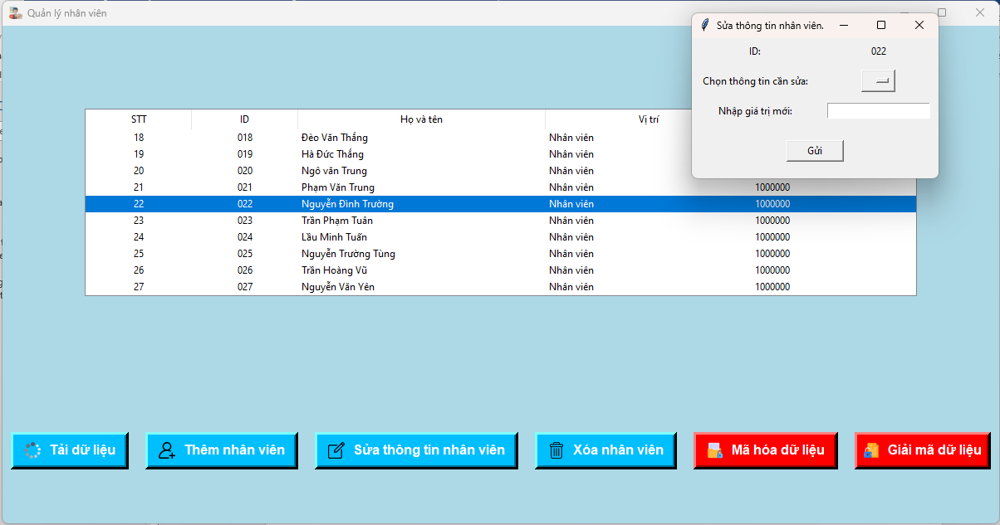 Quản lý nhân viên
Sửa thông tin nhân viên.
ID: 022
Chọn thông tin cần sửa:
Nhập giá trị mới:
Gửi
STT ID Họ và tên Vị trí
18 018 Đèo Văn Thắng Nhân viên
19 019 Hà Đức Thắng Nhân viên
20 020 Ngô văn Trung Nhân viên
21 021 Phạm Văn Trung Nhân viên 1000000
22 022 Nguyễn Đình Trường Nhân viên 1000000
23 023 Trần Phạm Tuân Nhân viên 1000000
24 024 Lầu Minh Tuấn Nhân viên 1000000
25 025 Nguyễn Trường Tùng Nhân viên 1000000
26 026 Trần Hoàng Vũ Nhân viên 1000000
27 027 Nguyễn Văn Yên Nhân viên 1000000
Tải dữ liệu Thêm nhân viên Sửa thông tin nhân viên Xóa nhân viên Mã hóa dữ liệu Giải mã dữ liệu